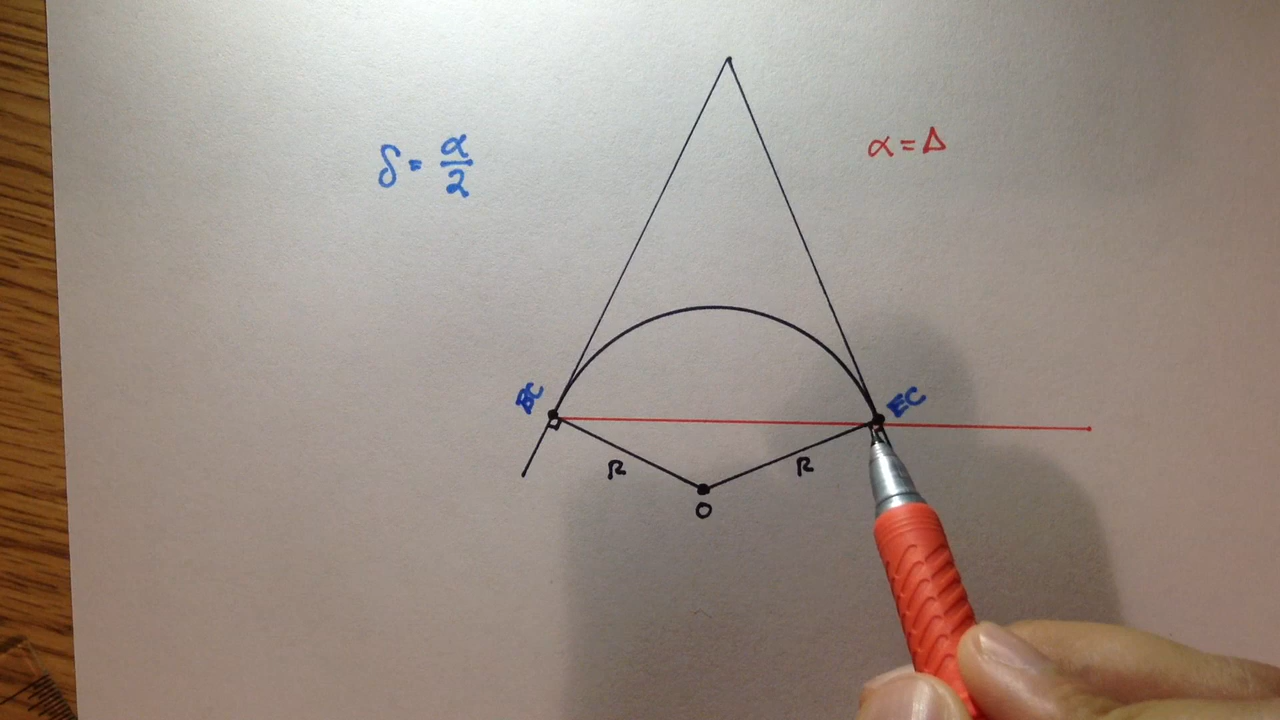 δ = α/2
α = Δ
BC
EC
R
R
O